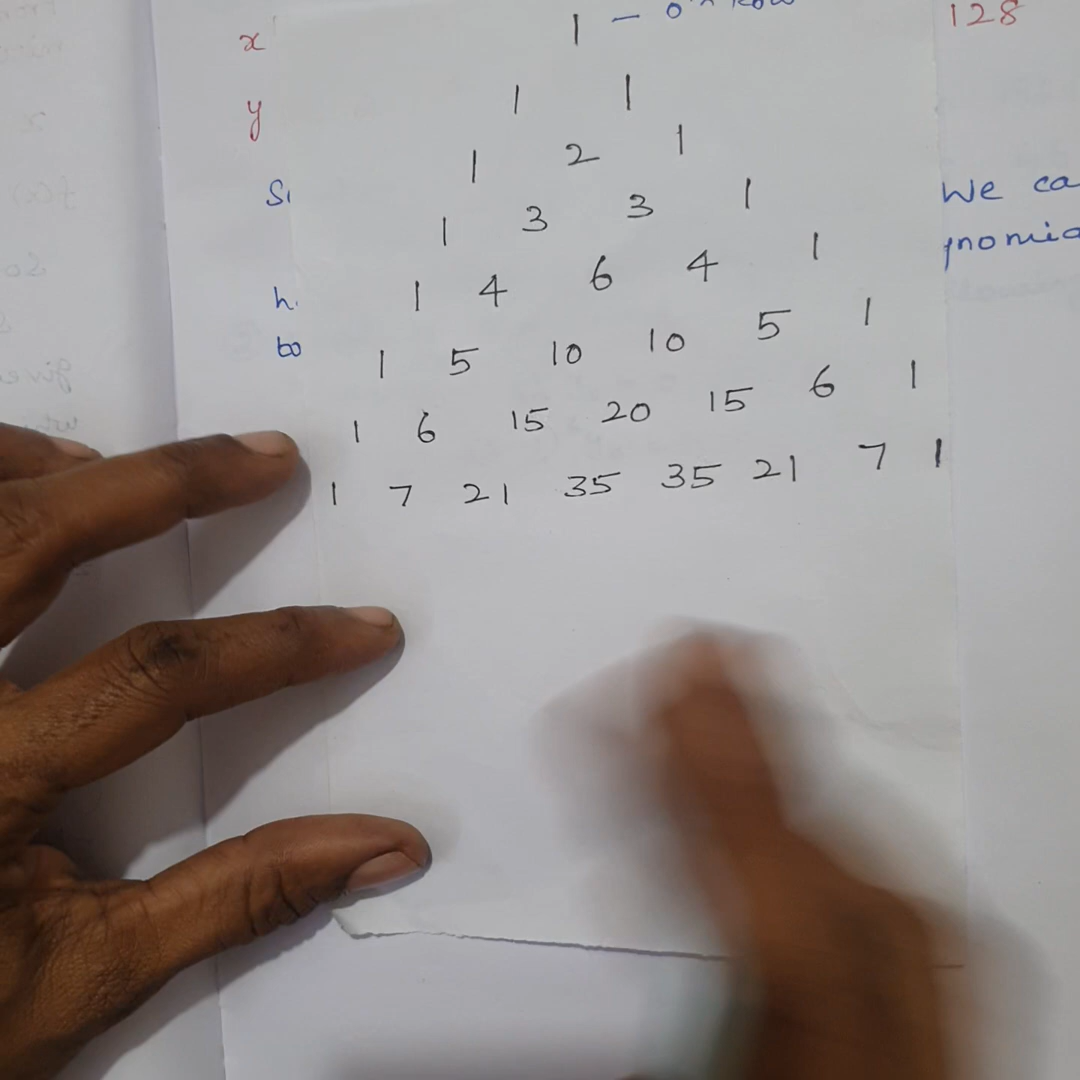 x 1 - 128
y 1 1
1 2 1
We
1 3 3 1
1 4 6 4 1
1 5 10 10 5 1
1 6 15 20 15 6 1
1 7 21 35 35 21 7 1